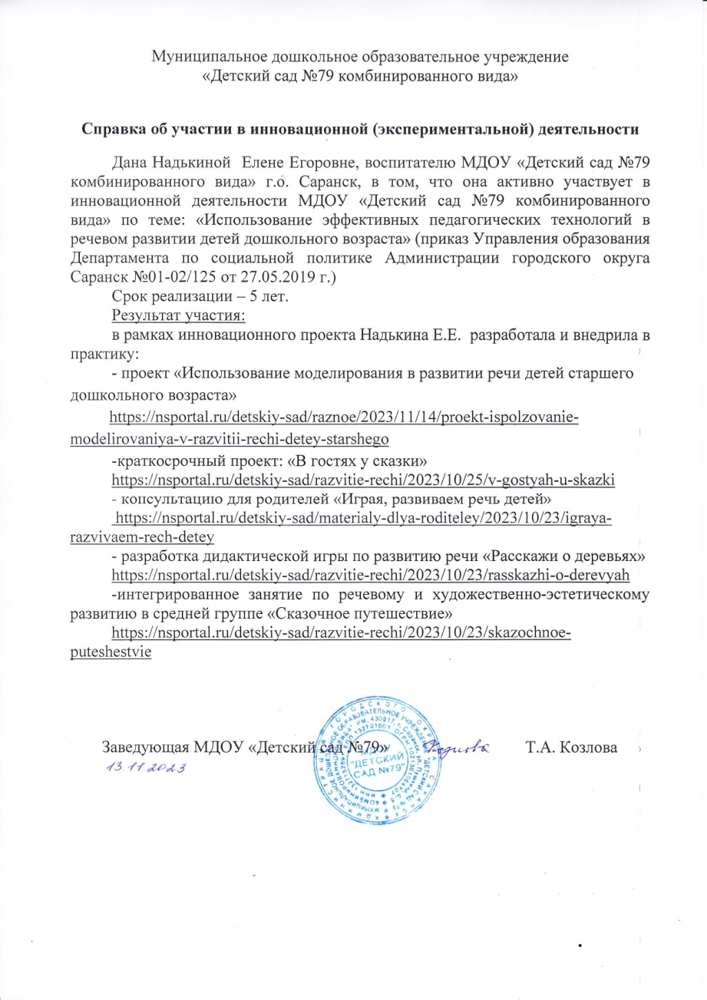 Муниципальное дошкольное образовательное учреждение
«Детский сад №79 комбинированного вида»
Справка об участии в инновационной (экспериментальной) деятельности
Дана Надькиной Елене Егоровне, воспитателю МДОУ «Детский сад №79
комбинированного вида» г.о. Саранск, в том, что она активно участвует в
инновационной деятельности МДОУ «Детский сад №79 комбинированного
вида» по теме: «Использование эффективных педагогических технологий в
речевом развитии детей дошкольного возраста» (приказ Управления образования
Департамента по социальной политике Администрации городского округа
Саранск №01-02/125 от 27.05.2019 г.)
Срок реализации – 5 лет.
Результат участия:
в рамках инновационного проекта Надькина Е.Е. разработала и внедрила в
практику:
- проект «Использование моделирования в развитии речи детей старшего
дошкольного возраста»
https://nsportal.ru/detskiy-sad/raznoe/2023/11/14/proekt-ispolzovanie-
modelirovaniya-v-razvitii-rechi-detey-starshego
-краткосрочный проект: «В гостях у сказки»
https://nsportal.ru/detskiy-sad/razvitie-rechi/2023/10/25/v-gostyah-u-skazki
- консультацию для родителей «Играя, развиваем речь детей»
https://nsportal.ru/detskiy-sad/materialy-dlya-roditeley/2023/10/23/igraya-
razvivaem-rech-detey
- разработка дидактической игры по развитию речи «Расскажи о деревьях»
https://nsportal.ru/detskiy-sad/razvitie-rechi/2023/10/23/rasskazhi-o-derevyah
-интегрированное занятие по речевому и художественно-эстетическому
развитию в средней группе «Сказочное путешествие»
https://nsportal.ru/detskiy-sad/razvitie-rechi/2023/10/23/skazochnoe-
puteshestvie
Заведующая МДОУ «Детский сад №79» Т.А. Козлова
13.11.2023
МДОУ
"ДЕТСКИЙ
САД №79"